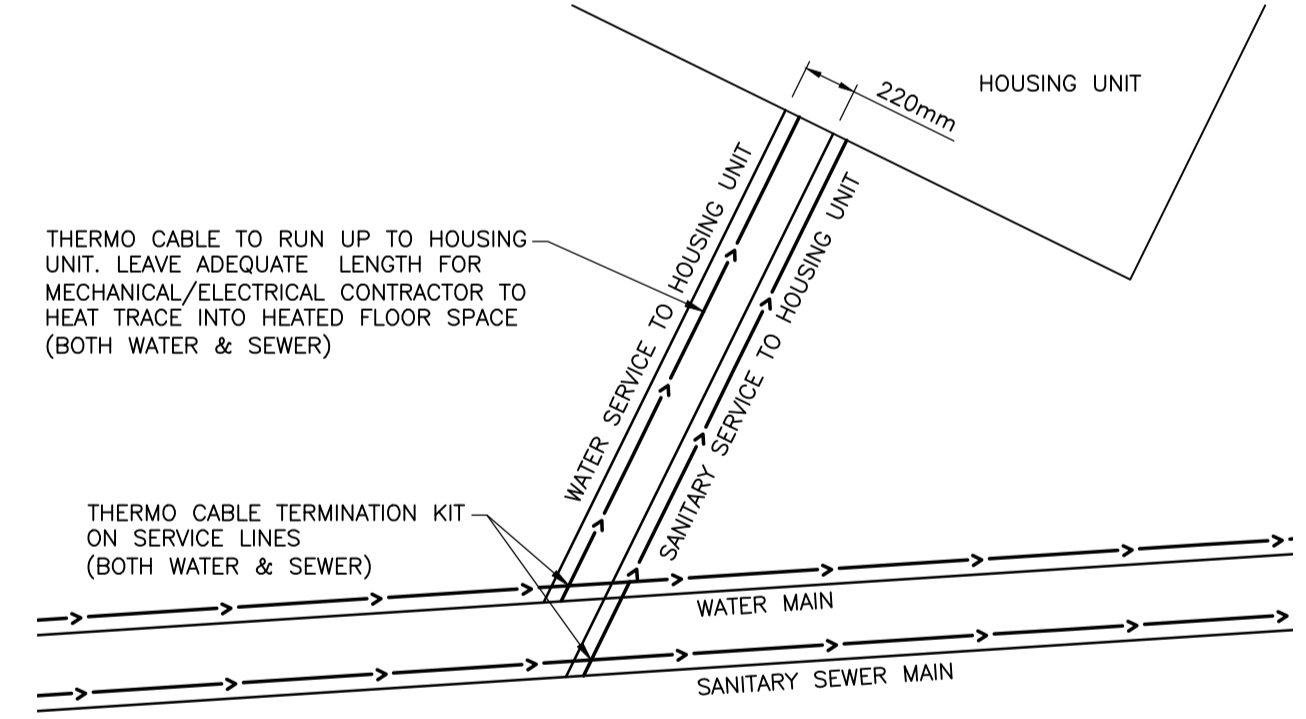 HOUSING UNIT
220mm
THERMO CABLE TO RUN UP TO HOUSING
UNIT. LEAVE ADEQUATE LENGTH FOR
MECHANICAL/ELECTRICAL CONTRACTOR TO
HEAT TRACE INTO HEATED FLOOR SPACE
(BOTH WATER & SEWER)
WATER SERVICE TO HOUSING UNIT
SANITARY SERVICE TO HOUSING UNIT
THERMO CABLE TERMINATION KIT
ON SERVICE LINES
(BOTH WATER & SEWER)
WATER MAIN
SANITARY SEWER MAIN